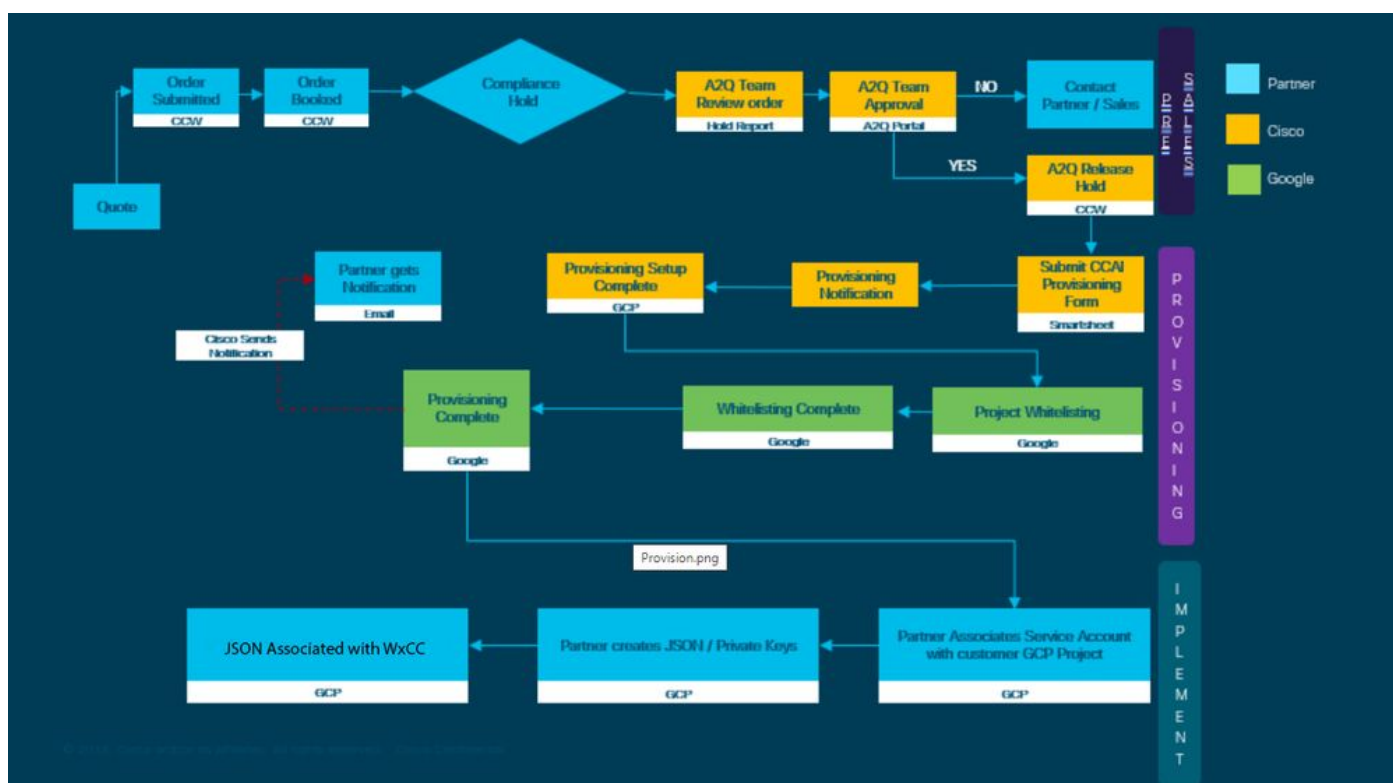 Order
Submitted
CCW
Order
Booked
CCW
Compliance
Hold
A2Q Team
Review order
Hold Report
A2Q Team
Approval
A2Q Portal
NO
Contact
Partner / Sales
PRE
SALES
Partner
Cisco
Google
Quote
YES
A2Q Release
Hold
CCW
Partner gets
Notification
Email
Cisco Sends
Notification
Provisioning Setup
Complete
GCP
Provisioning
Notification
Submit CCAI
Provisioning
Form
Smartsheet
PROVISIONING
Provisioning
Complete
Google
Whitelisting Complete
Google
Project Whitelisting
Google
Provision.png
JSON Associated with WxCC
GCP
Partner creates JSON / Private Keys
GCP
Partner Associates Service Account
with customer GCP Project
GCP
IMPLEMENT